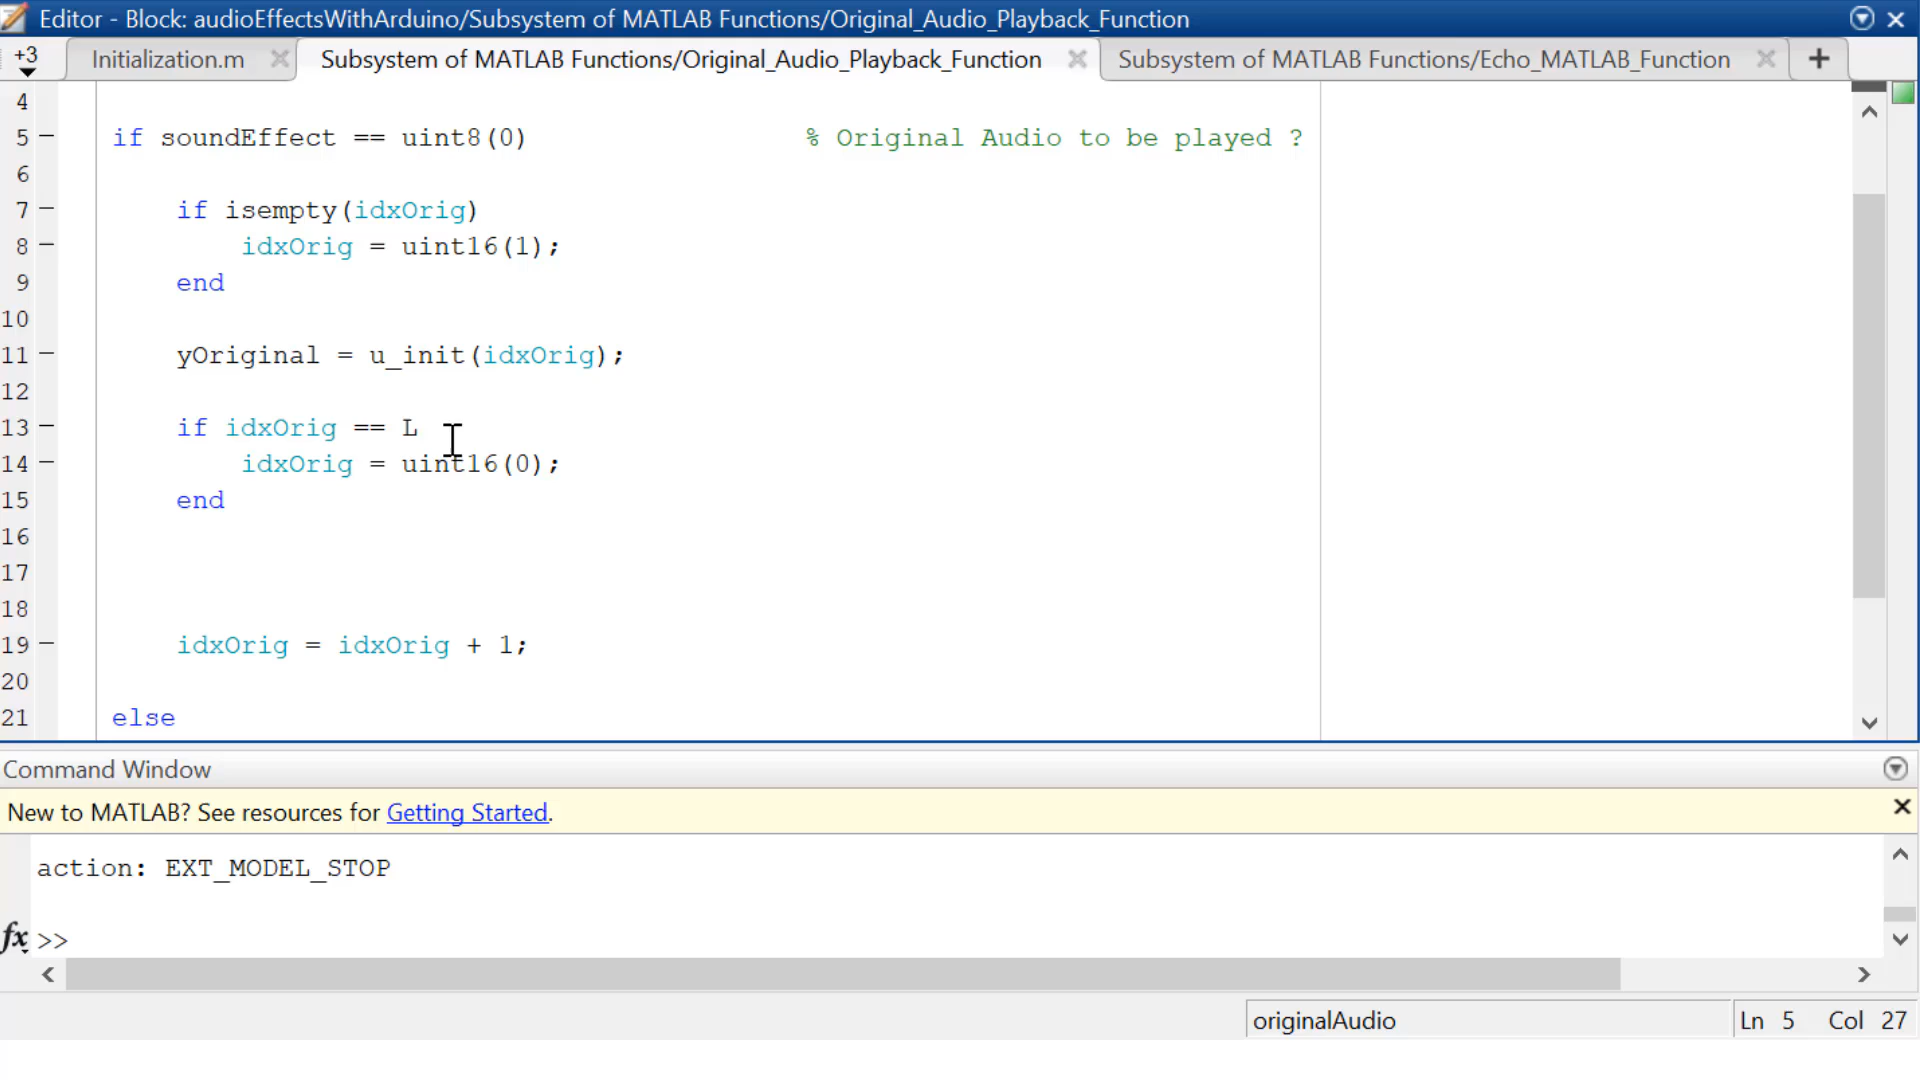 Editor - Block: audioEffectsWithArduino/Subsystem of MATLAB Functions/Original_Audio_Playback_Function
+3 Initialization.m Subsystem of MATLAB Functions/Original_Audio_Playback_Function Subsystem of MATLAB Functions/Echo_MATLAB_Function +
4
5 − if soundEffect == uint8(0) % Original Audio to be played ?
6
7 − if isempty(idxOrig)
8 − idxOrig = uint16(1);
9 end
10
11 − yOriginal = u_init(idxOrig);
12
13 − if idxOrig == L
14 − idxOrig = uint16(0);
15 end
16
17
18
19 − idxOrig = idxOrig + 1;
20
21 else
Command Window
New to MATLAB? See resources for Getting Started.
action: EXT_MODEL_STOP
fx >>
originalAudio Ln 5 Col 27